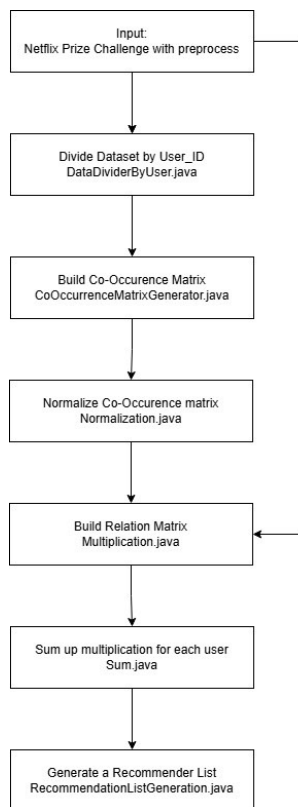 Input:
Netflix Prize Challenge with preprocess
Divide Dataset by User_ID
DataDividerByUser.java
Build Co-Occurence Matrix
CoOccurrenceMatrixGenerator.java
Normalize Co-Occurence matrix
Normalization.java
Build Relation Matrix
Multiplication.java
Sum up multiplication for each user
Sum.java
Generate a Recommender List
RecommendationListGeneration.java